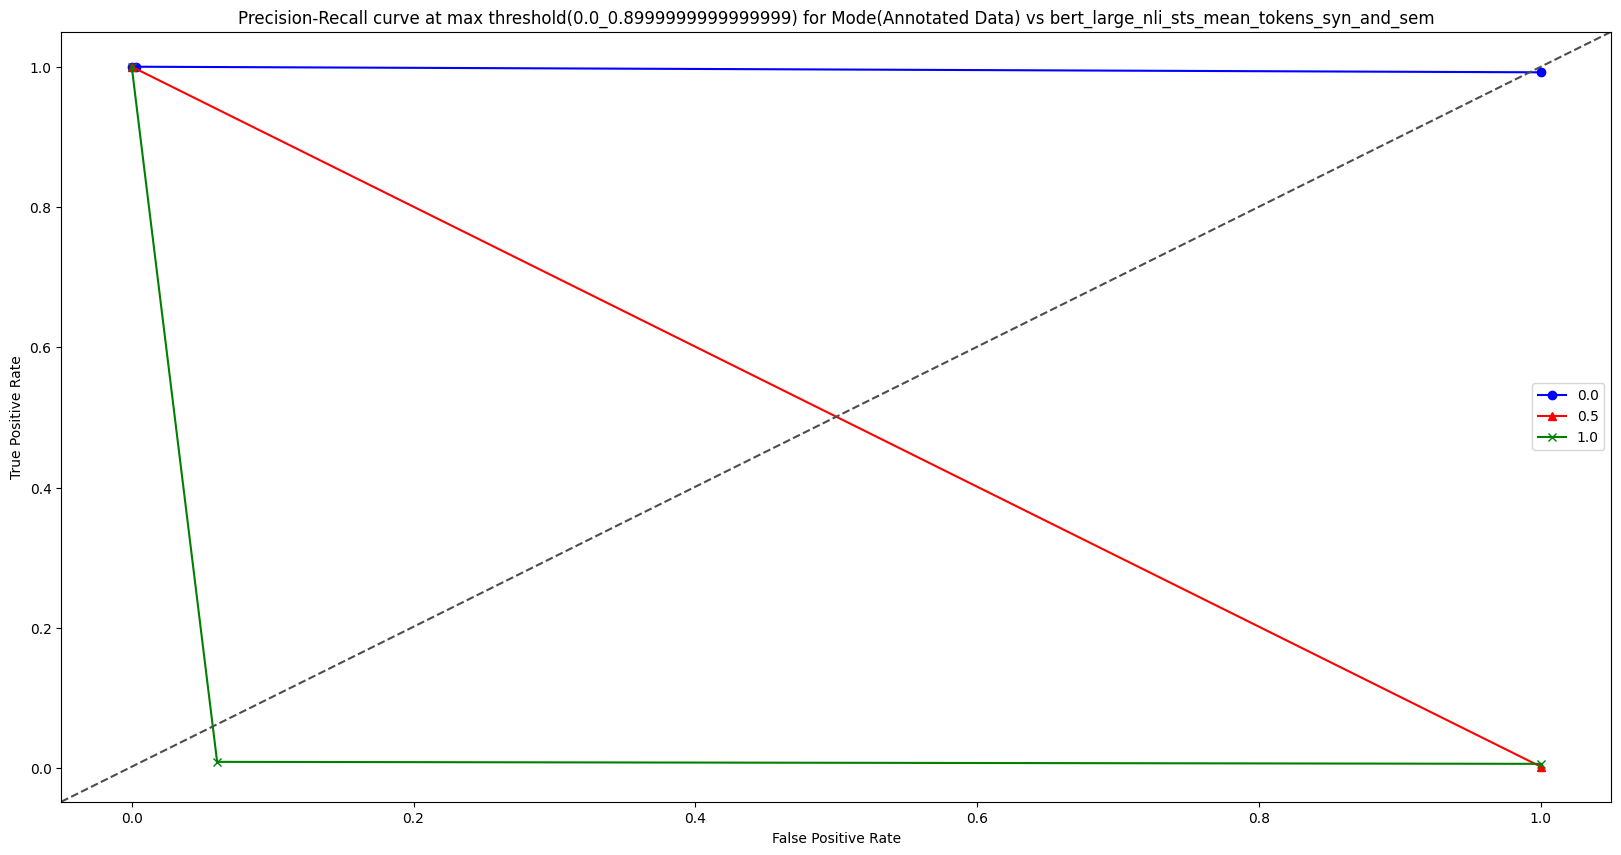 Precision-Recall curve at max threshold(0.0_0.8999999999999999) for Mode(Annotated Data) vs bert_large_nli_sts_mean_tokens_syn_and_sem
True Positive Rate
1.0
0.8
0.6
0.4
0.2
0.0
0.0
0.5
1.0
0.0 0.2 0.4 0.6 0.8 1.0
False Positive Rate